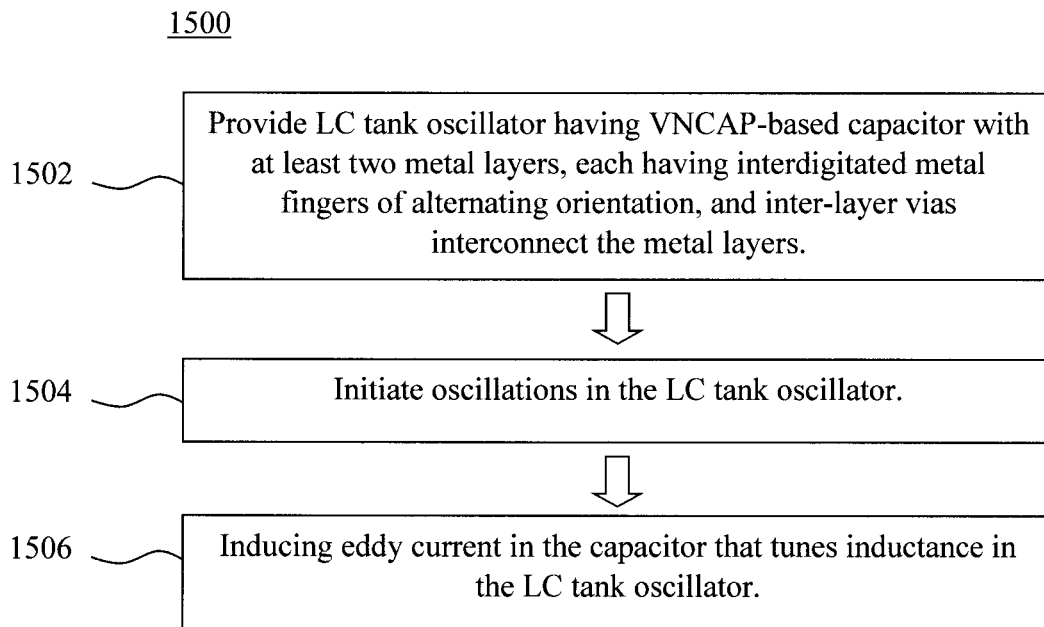 1500
1502
Provide LC tank oscillator having VNCAP-based capacitor with
at least two metal layers, each having interdigitated metal
fingers of alternating orientation, and inter-layer vias
interconnect the metal layers.
1504
Initiate oscillations in the LC tank oscillator.
1506
Inducing eddy current in the capacitor that tunes inductance in
the LC tank oscillator.